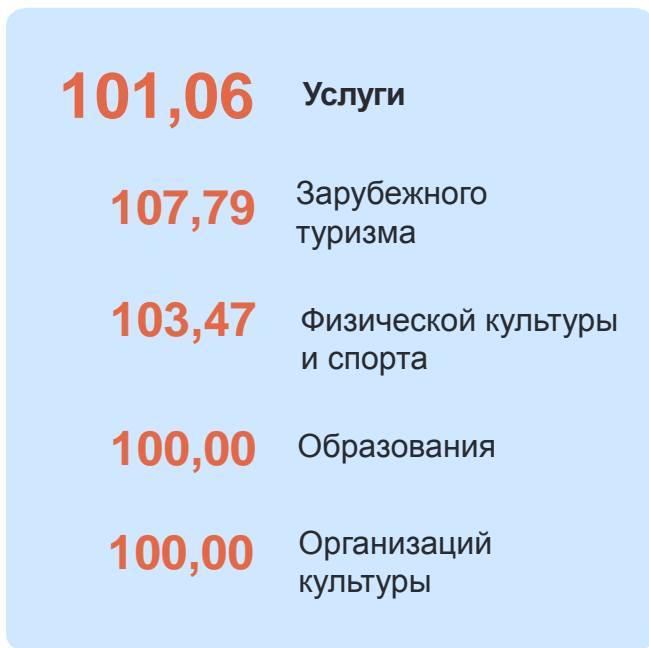 101,06 Услуги
107,79 Зарубежного
туризма
103,47 Физической культуры
и спорта
100,00 Образования
100,00 Организаций
культуры